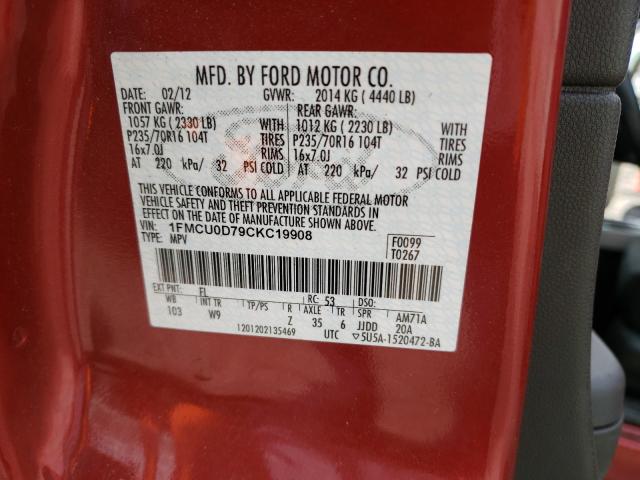 MFD. BY FORD MOTOR CO.
DATE: 02/12 GVWR: 2014 KG ( 4440 LB)
FRONT GAWR: REAR GAWR:
1057 KG ( 2330 LB) WITH 1012 KG ( 2230 LB) WITH
P235/70R16 104T TIRES P235/70R16 104T TIRES
16x7.0J RIMS 16x7.0J RIMS
AT 220 kPa/ 32 PSI COLD AT 220 kPa/ 32 PSI COLD
THIS VEHICLE CONFORMS TO ALL APPLICABLE FEDERAL MOTOR
VEHICLE SAFETY AND THEFT PREVENTION STANDARDS IN
EFFECT ON THE DATE OF MANUFACTURE SHOWN ABOVE.
VIN: 1FMCU0D79CKC19908 F0099
TYPE: MPV T0267
EXT PNT: FL RC: 53 DSO:
WB INT TR TP/PS R AXLE TR SPR AM71A
103 W9 Z 35 6 JJDD 20A
1201202135469 UTC ▽5U5A-1520472-BA